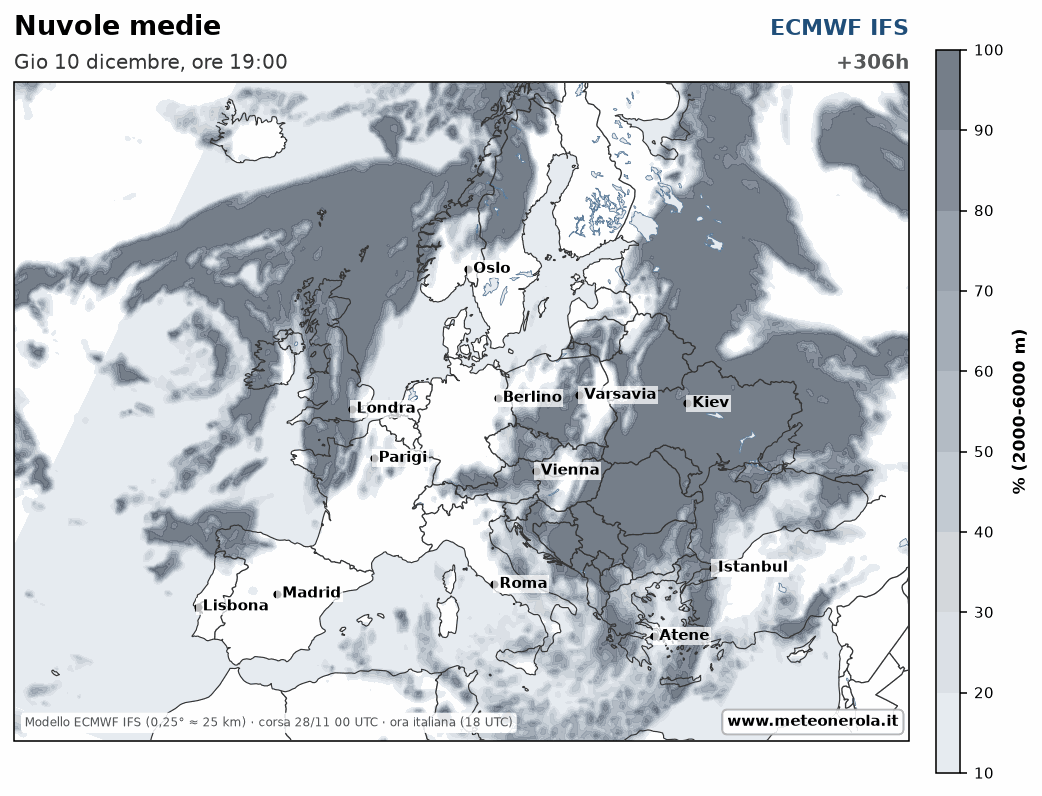 Nuvole medie
ECMWF IFS
Gio 10 dicembre, ore 19:00
+306h
Oslo
Berlino
Varsavia
Londra
Kiev
Parigi
Vienna
Istanbul
Roma
Madrid
Lisbona
Atene
Modello ECMWF IFS (0,25° ≈ 25 km) · corsa 28/11 00 UTC · ora italiana (18 UTC)
www.meteonerola.it
100
90
80
70
60
50
40
30
20
10
% (2000-6000 m)